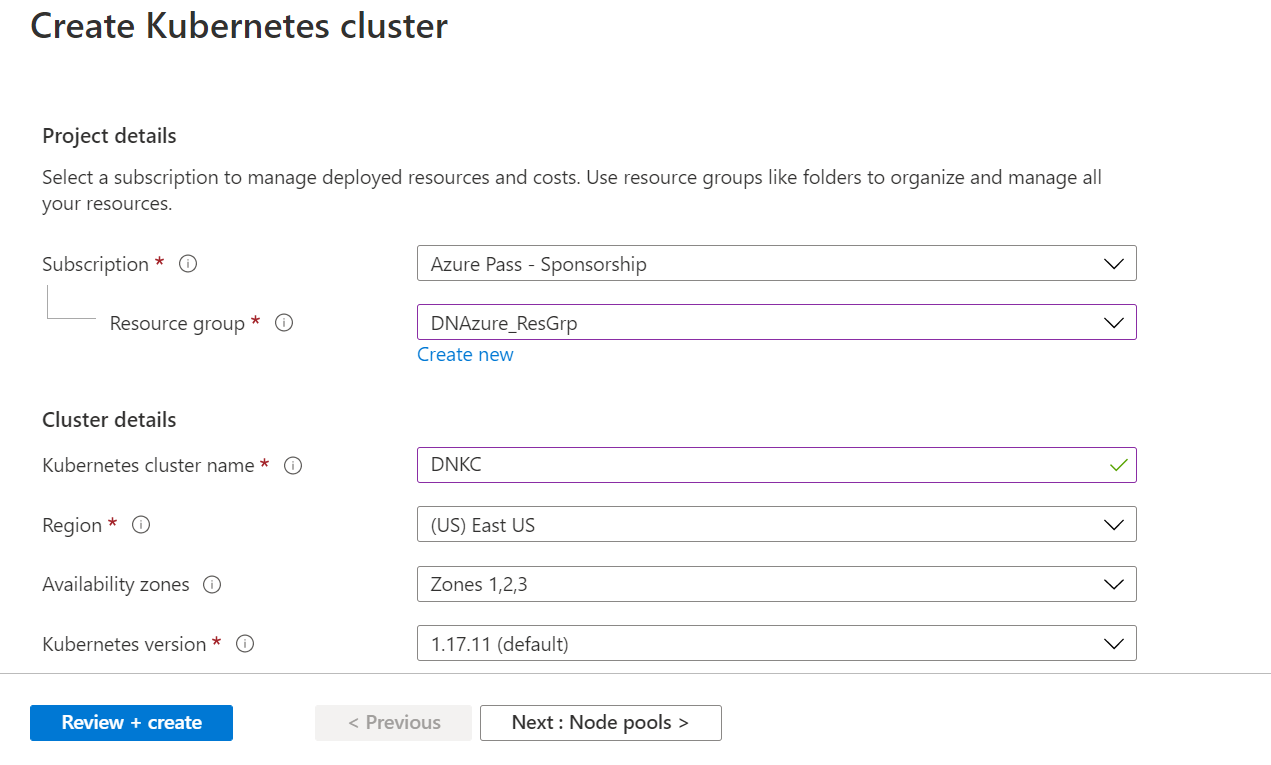 Create Kubernetes cluster
Project details
Select a subscription to manage deployed resources and costs. Use resource groups like folders to organize and manage all
your resources.
Subscription *
Azure Pass - Sponsorship
Resource group *
DNAzure_ResGrp
Create new
Cluster details
Kubernetes cluster name *
DNKC
Region *
(US) East US
Availability zones
Zones 1,2,3
Kubernetes version *
1.17.11 (default)
Review + create
< Previous
Next : Node pools >